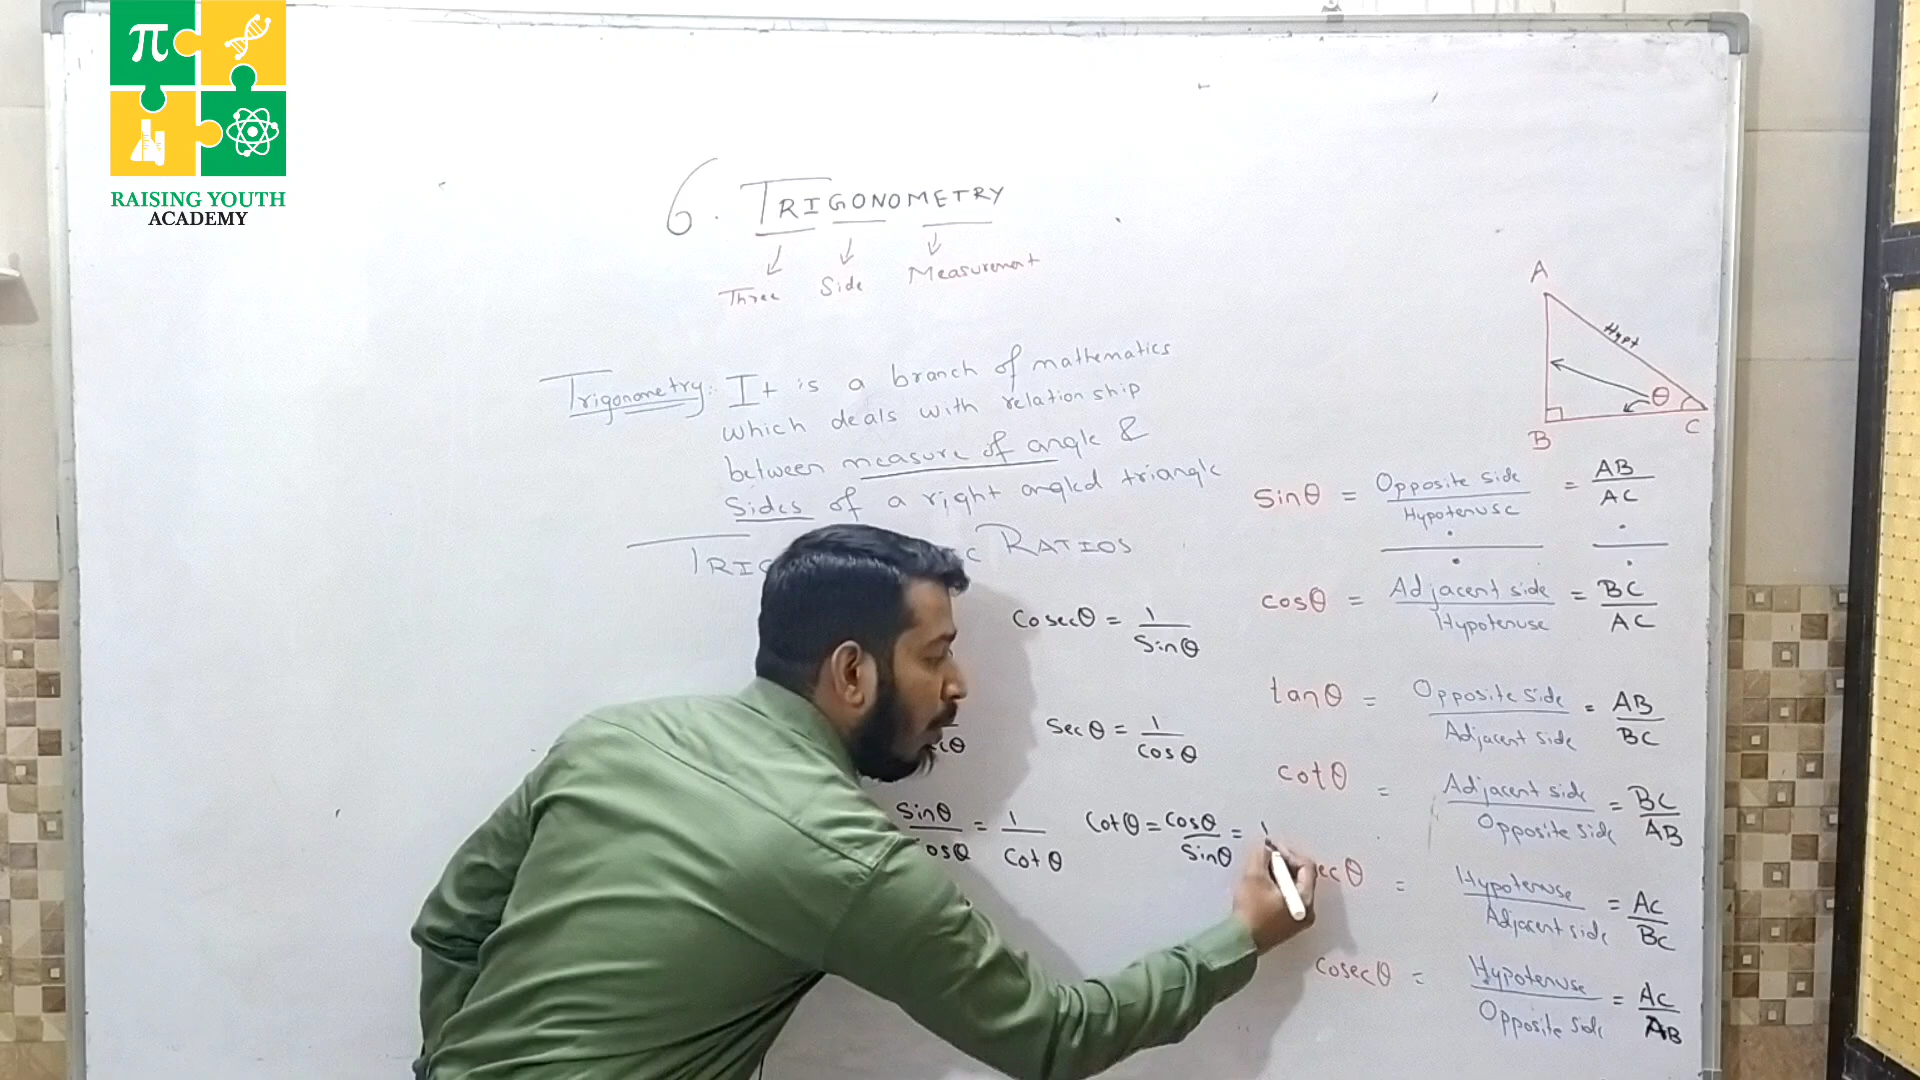 π
RAISING YOUTH
ACADEMY
6. TRIGONOMETRY
Three Side Measurement
Trigonometry: It is a branch of mathematics
which deals with relationship
between measure of angle &
Sides of a right angled triangle
RATIOS
Cosecθ = 1/Sinθ
Secθ = 1/Cosθ
Sinθ/Cosθ = 1/Cotθ
Cotθ = Cosθ/Sinθ = 1
A
Hypt
θ
B C
Sinθ = Opposite side/Hypotenuse = AB/AC
Cosθ = Adjacent side/Hypotenuse = BC/AC
tanθ = Opposite side/Adjacent side = AB/BC
Cotθ = Adjacent side/Opposite side = BC/AB
ecθ = Hypotenuse/Adjacent side = AC/BC
Cosecθ = Hypotenuse/Opposite side = AC/AB